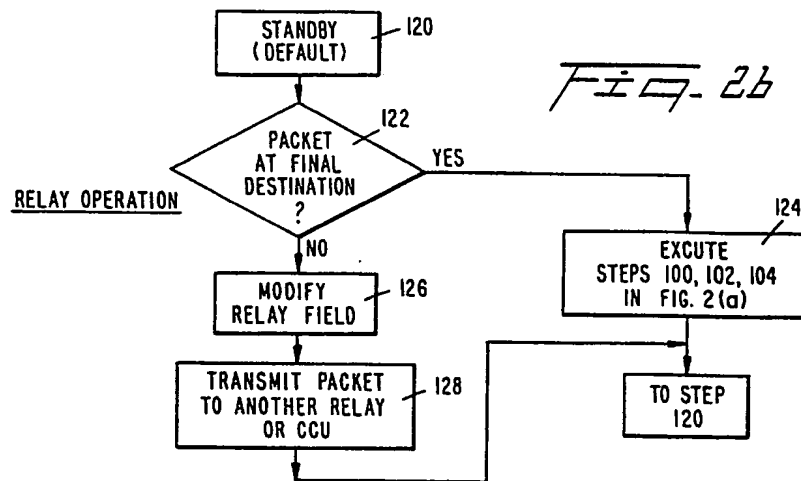 STANDBY
(DEFAULT)
120
Fig. 2b
122
PACKET
AT FINAL
DESTINATION
?
YES
RELAY OPERATION
NO
124
EXCUTE
STEPS 100, 102, 104
IN FIG. 2(a)
MODIFY
RELAY FIELD
126
TRANSMIT PACKET
TO ANOTHER RELAY
OR CCU
128
TO STEP
120